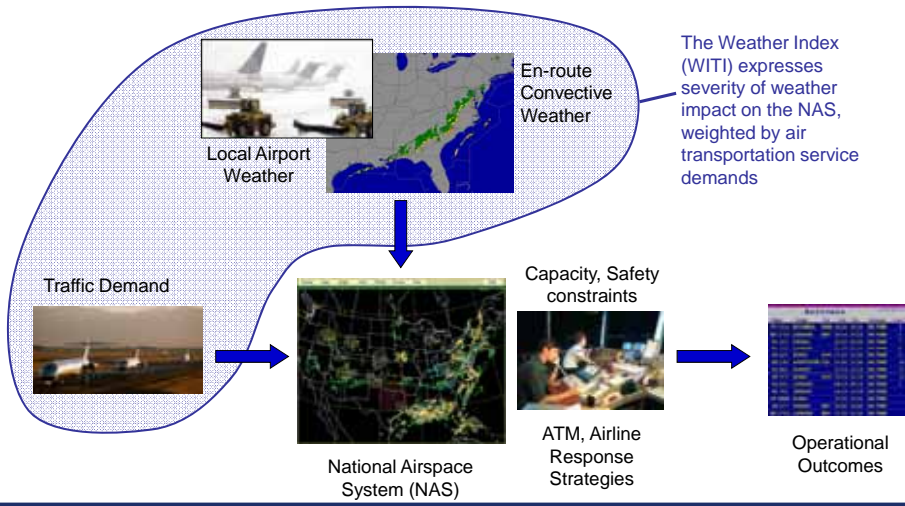 The Weather Index
(WITI) expresses
severity of weather
impact on the NAS,
weighted by air
transportation service
demands
En-route
Convective
Weather
Local Airport
Weather
Traffic Demand
Capacity, Safety
constraints
National Airspace
System (NAS)
ATM, Airline
Response
Strategies
Operational
Outcomes